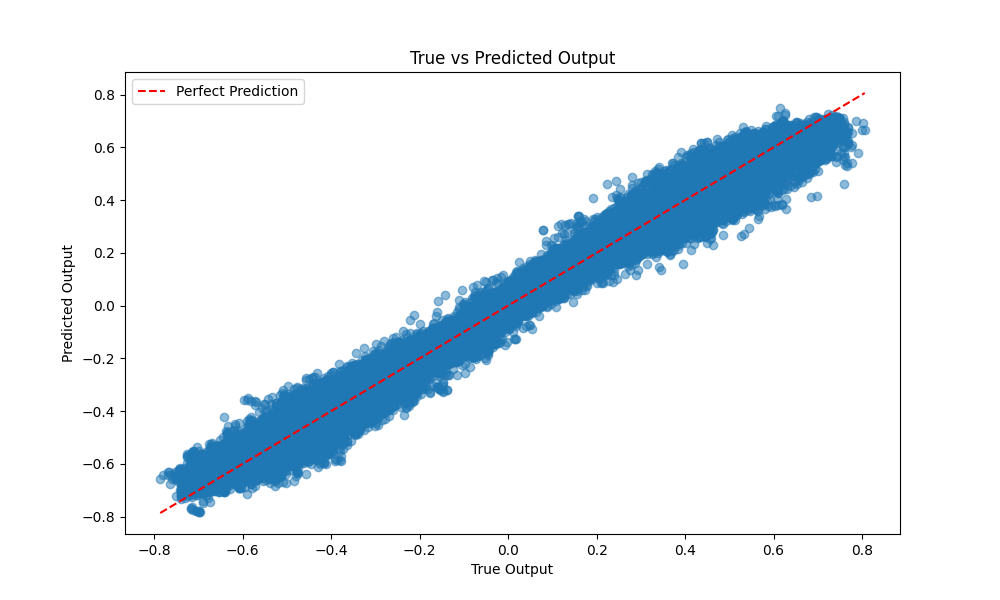 True vs Predicted Output
Perfect Prediction
Predicted Output
0.8
0.6
0.4
0.2
0.0
−0.2
−0.4
−0.6
−0.8
−0.8 −0.6 −0.4 −0.2 0.0 0.2 0.4 0.6 0.8
True Output